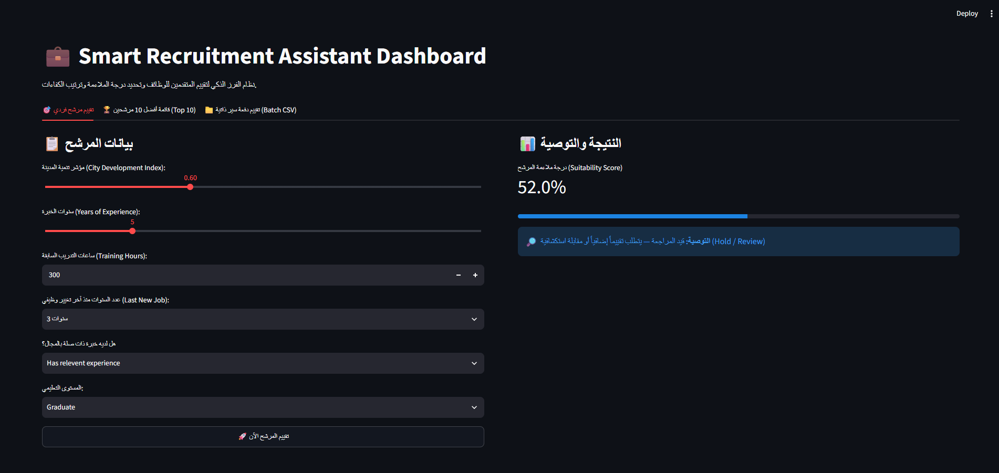 Deploy
Smart Recruitment Assistant Dashboard
نظام الفرز الذكي لتقييم المتقدمين للوظائف وتحديد درجة الملاءمة وترتيب الكفاءات.
تقييم مرشح فردي
قائمة أفضل 10 مرشحين (Top 10)
تقييم دفعة سير ذاتية (Batch CSV)
بيانات المرشح
مؤشر تنمية المدينة (City Development Index):
0.60
سنوات الخبرة (Years of Experience):
5
ساعات التدريب السابقة (Training Hours):
300
عدد السنوات منذ آخر تغيير وظيفي (Last New Job):
3 سنوات
هل لديه خبرة ذات صلة بالمجال؟
Has relevent experience
المستوى التعليمي:
Graduate
تقييم المرشح الآن
النتيجة والتوصية
درجة ملاءمة المرشح (Suitability Score)
52.0%
التوصية: قيد المراجعة — يتطلب تقييماً إضافياً أو مقابلة استكشافية (Hold / Review)